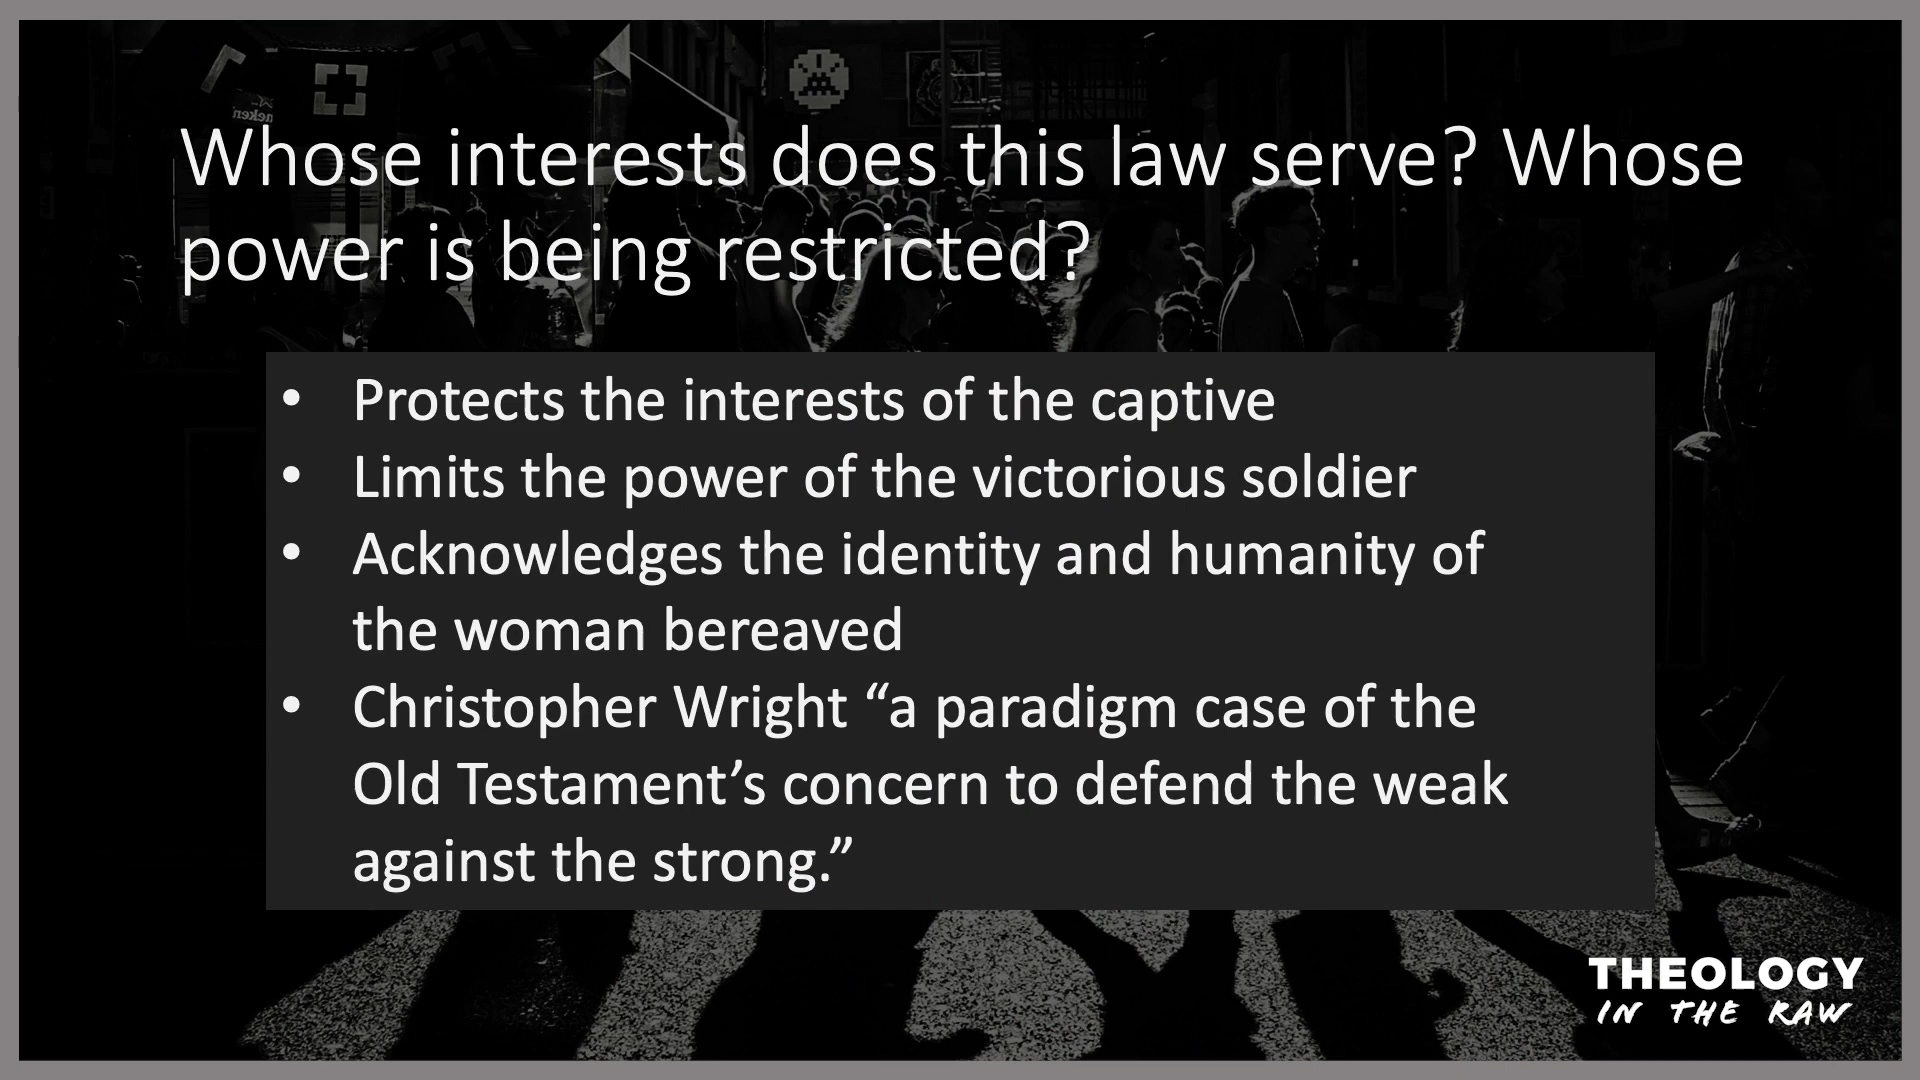 neken
Whose interests does this law serve? Whose
power is being restricted?
• Protects the interests of the captive
• Limits the power of the victorious soldier
• Acknowledges the identity and humanity of
the woman bereaved
• Christopher Wright “a paradigm case of the
Old Testament’s concern to defend the weak
against the strong.”
THEOLOGY
IN THE RAW